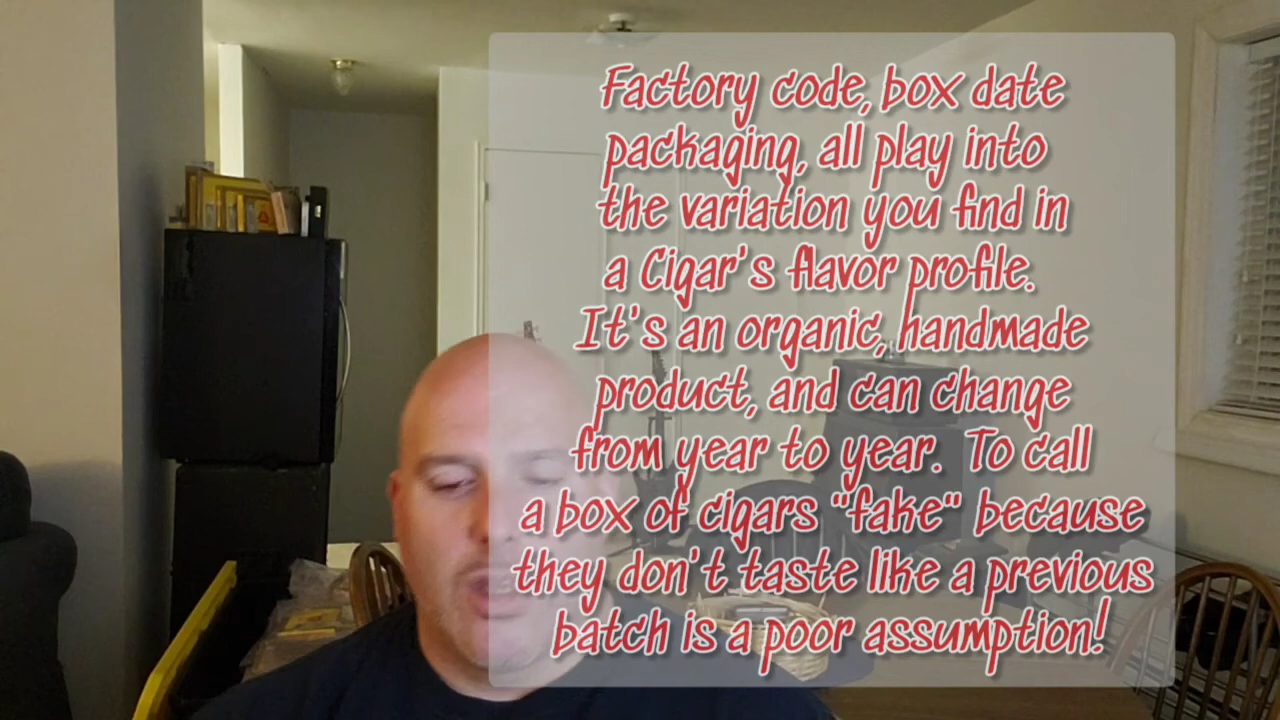 Factory code, box date
packaging, all play into
the variation you find in
a Cigar's flavor profile.
It's an organic, handmade
product, and can change
from year to year. To call
a box of cigars "fake" because
they don't taste like a previous
batch is a poor assumption!